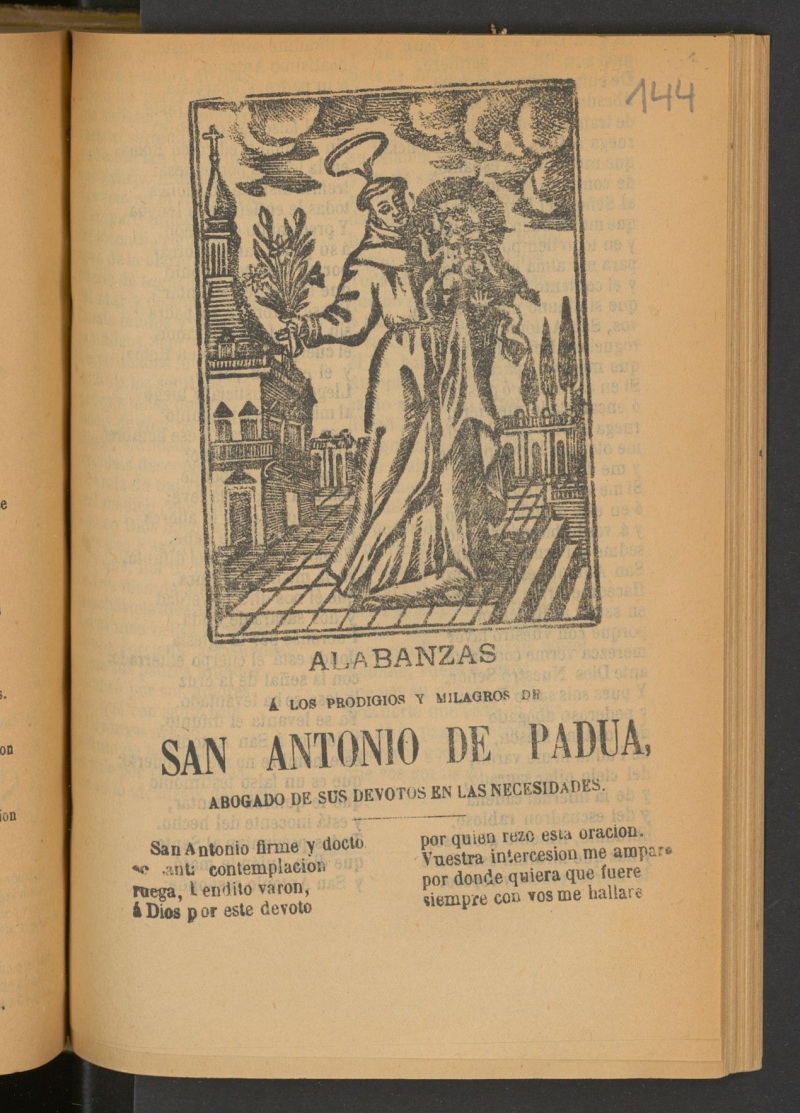 144
ALABANZAS
Á LOS PRODIGIOS Y MILAGROS DE
SAN ANTONIO DE PADUA,
ABOGADO DE SUS DEVOTOS EN LAS NECESIDADES.
San Antonio firme y docto
contemplacion
ruega, bendito varon,
á Dios por este devoto
por quien rezo esta oracion.
Vuestra intercesion me ampare
por donde quiera que fuere
siempre con vos me hallare